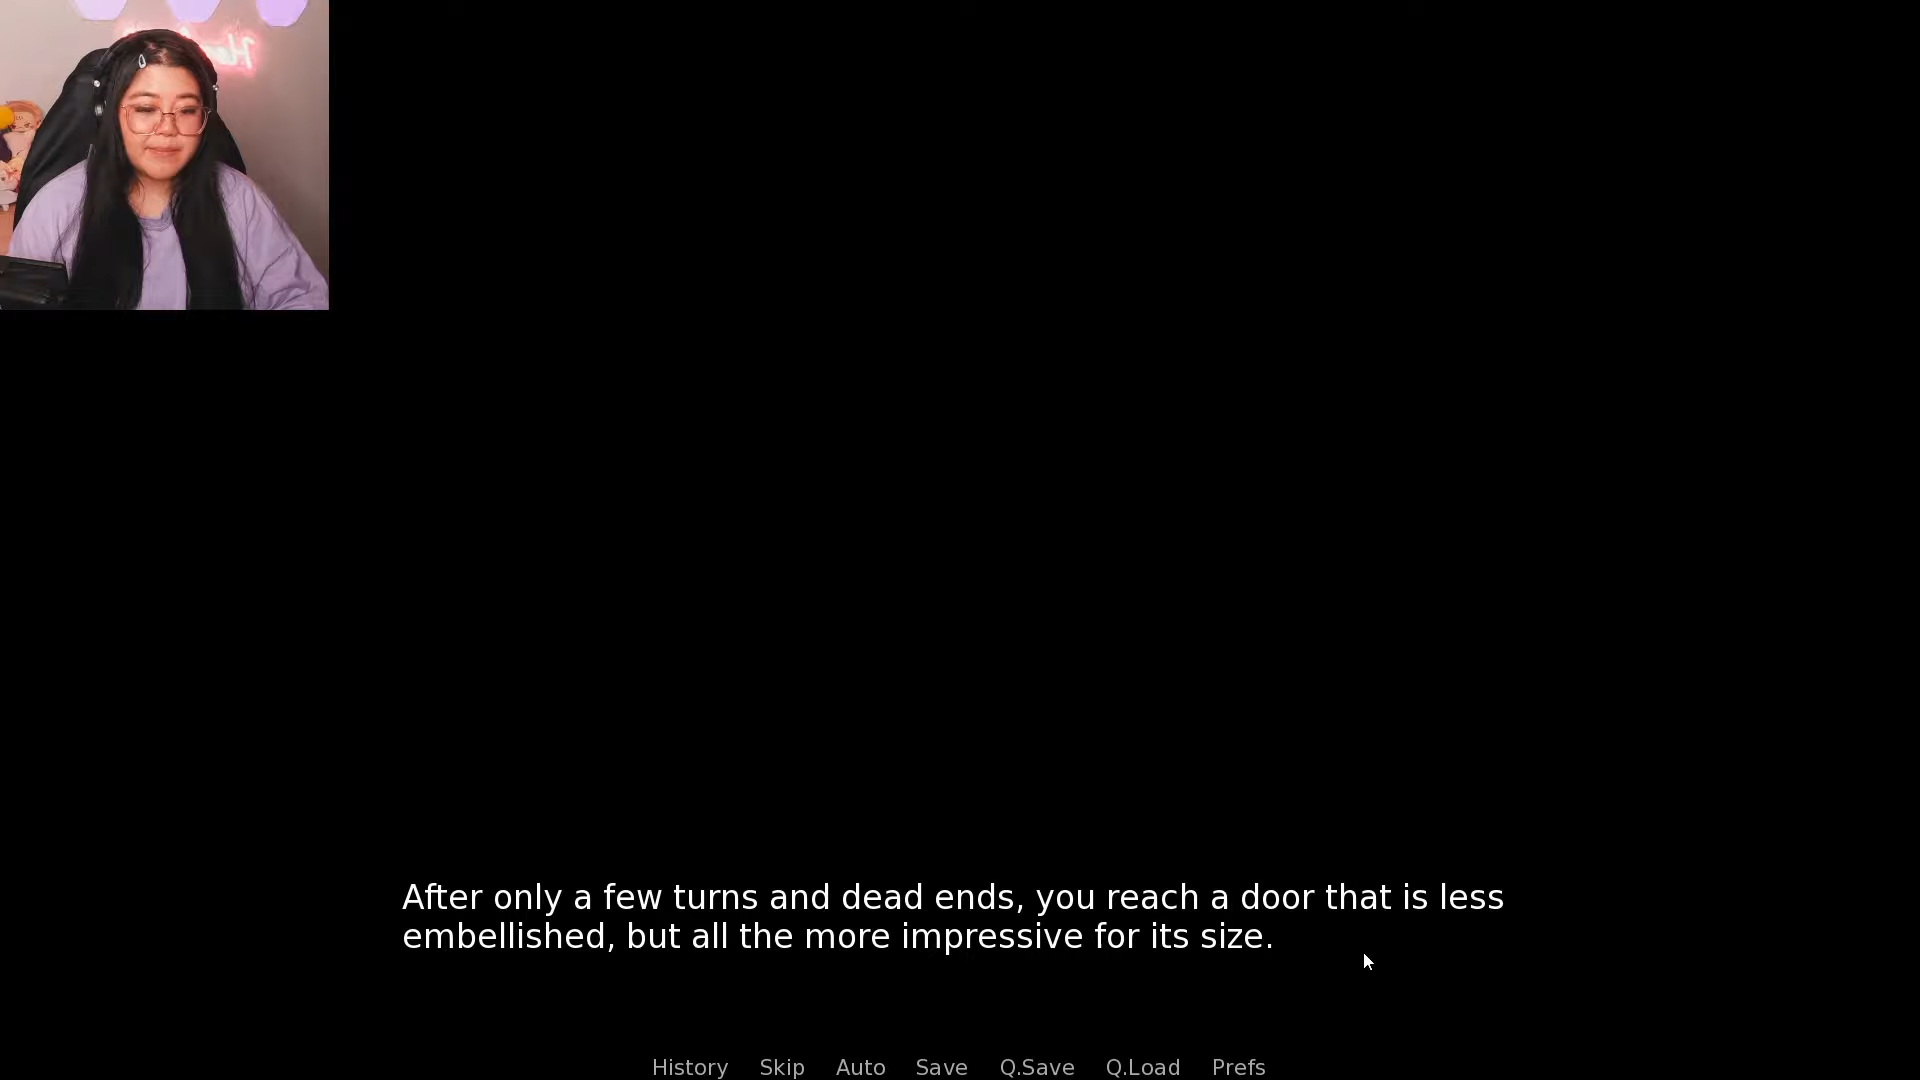 After only a few turns and dead ends, you reach a door that is less
embellished, but all the more impressive for its size.
History Skip Auto Save Q.Save Q.Load Prefs